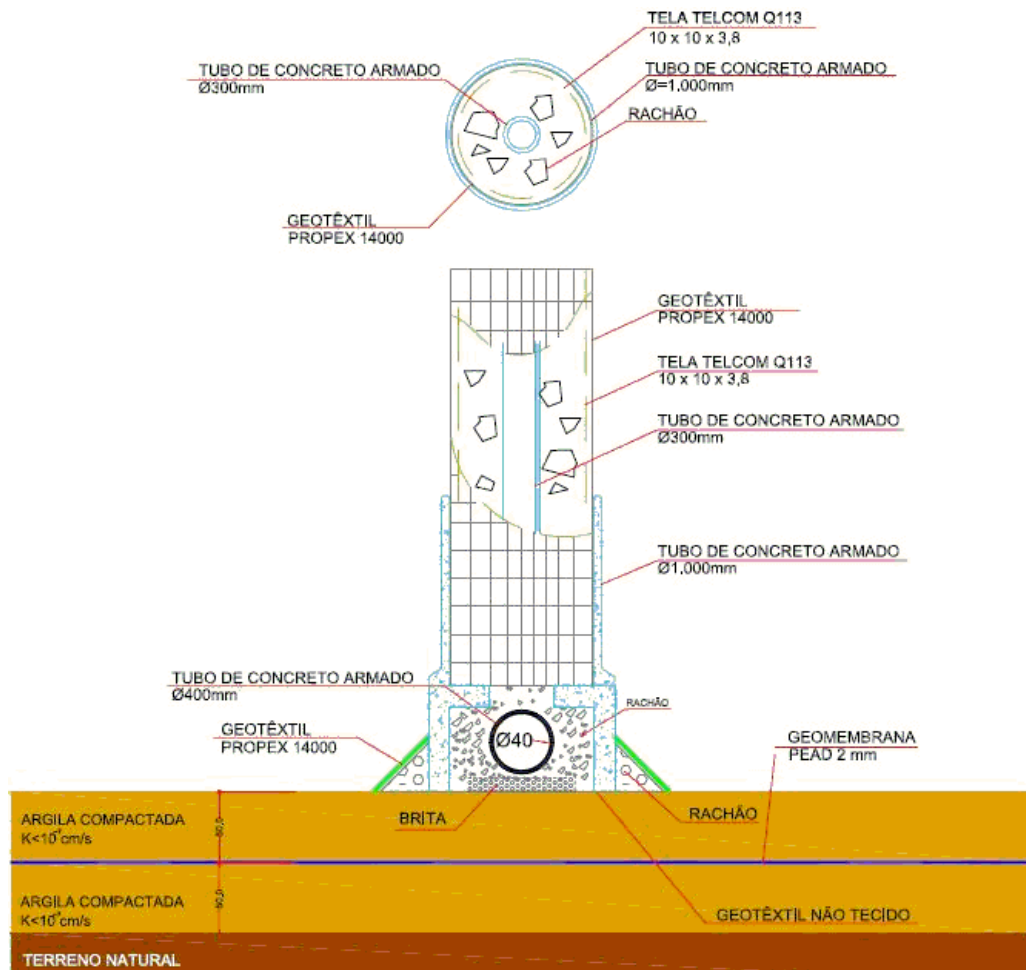 TELA TELCOM Q113
10 x 10 x 3,8
TUBO DE CONCRETO ARMADO
Ø300mm
TUBO DE CONCRETO ARMADO
Ø=1.000mm
RACHÃO
GEOTÊXTIL
PROPEX 14000
GEOTÊXTIL
PROPEX 14000
TELA TELCOM Q113
10 x 10 x 3,8
TUBO DE CONCRETO ARMADO
Ø300mm
TUBO DE CONCRETO ARMADO
Ø1.000mm
TUBO DE CONCRETO ARMADO
Ø400mm
RACHÃO
GEOTÊXTIL
PROPEX 14000
Ø40
GEOMEMBRANA
PEAD 2 mm
BRITA
RACHÃO
ARGILA COMPACTADA
cm/s
ARGILA COMPACTADA
cm/s
GEOTÊXTIL NÃO TECIDO
TERRENO NATURAL